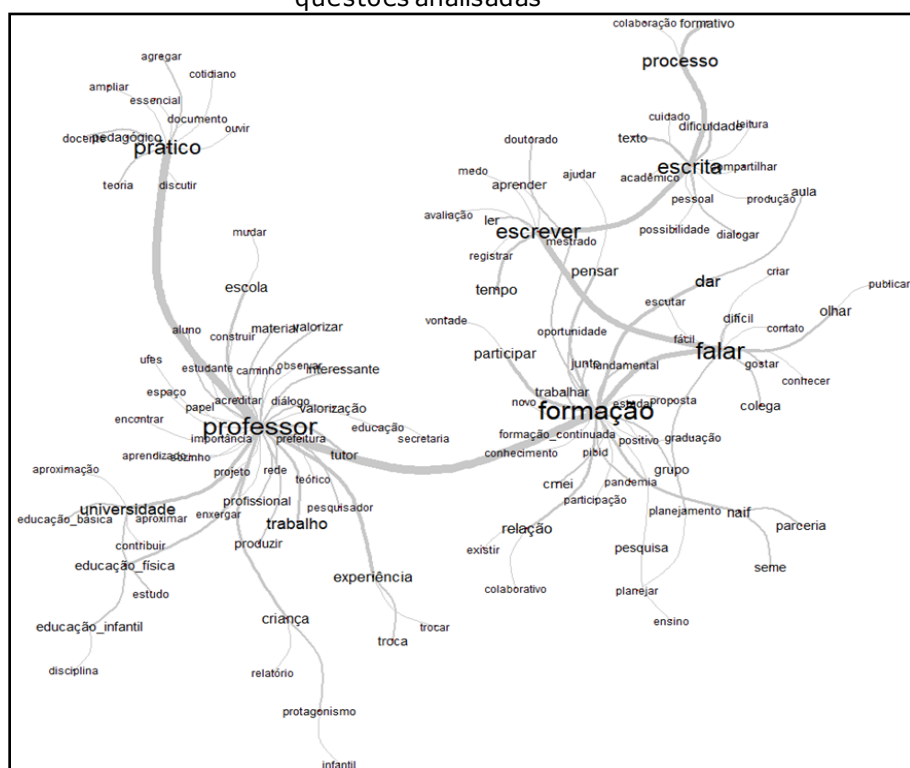 questões analisadas
colaboração formativo
processo
agregar
cotidiano
ampliar
essencial
documento
ouvir
docente pedagógico
prático
teoria
discutir
cuidado
dificuldade leitura
texto
doutorado
escrita
compartilhar
medo
aprender
ajudar
acadêmico
aula
pessoal
produção
avaliação
ler
escrever
mestrado
possibilidade
dialogar
registrar
pensar
tempo
dar
criar
publicar
mudar
escola
escutar
difícil
olhar
vontade
oportunidade
fácil
contato
aluno
construir
material
valorizar
participar
falar
ufes
estudante
caminho
observar
interessante
junto
fundamental
gostar
conhecer
espaço
acreditar
diálogo
trabalhar
papel
valorização
novo
formação
estrada
proposta
colega
encontrar
professor
educação
importância
prefeitura
secretaria
formação_continuada
positivo
graduação
aprendizado
sozinho
tutor
conhecimento
pibid
aproximação
projeto
rede
teórico
cmei
pandemia
grupo
universidade
profissional
pesquisador
participação
educação_básica
aproximar
enxergar
trabalho
relação
planejamento
naif
parceria
contribuir
produzir
existir
pesquisa
educação_física
experiência
seme
estudo
colaborativo
planejar
educação_infantil
criança
troca
trocar
ensino
disciplina
relatório
protagonismo
infantil